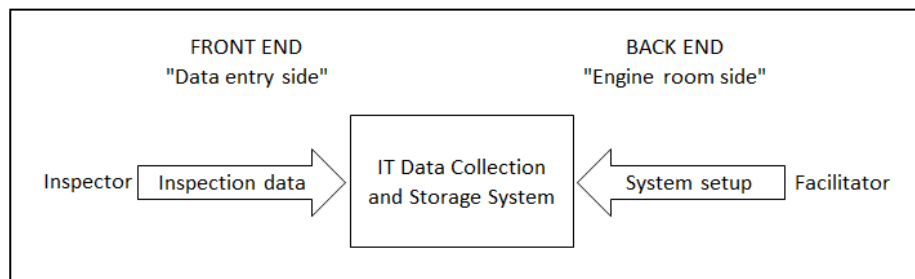 FRONT END
"Data entry side"
BACK END
"Engine room side"
Inspector
Inspection data
IT Data Collection
and Storage System
System setup
Facilitator